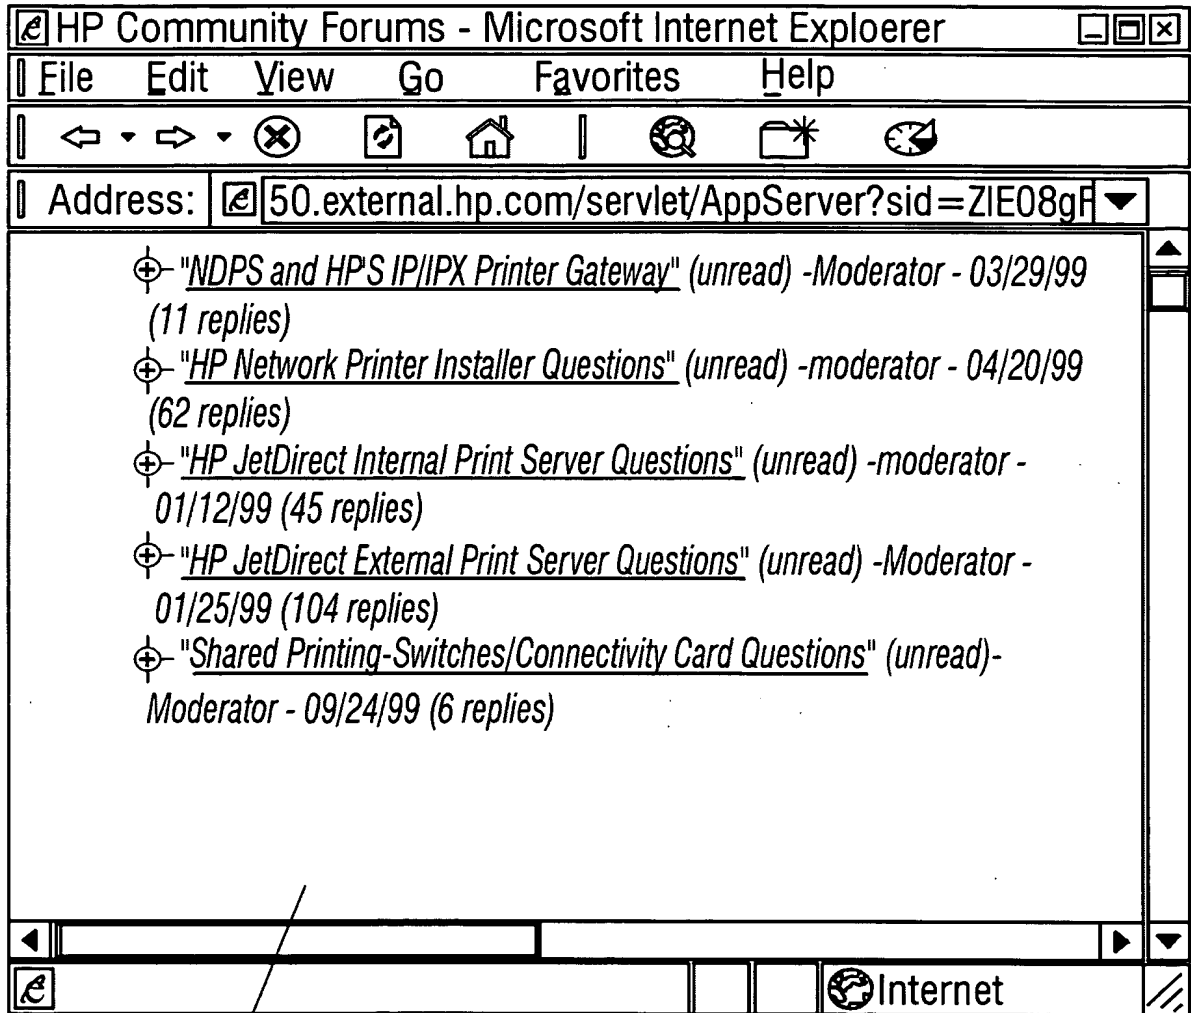 HP Community Forums - Microsoft Internet Exploerer
File Edit View Go Favorites Help
Address: 50.external.hp.com/servlet/AppServer?sid=ZIE08gF
"NDPS and HP'S IP/IPX Printer Gateway" (unread) -Moderator - 03/29/99
(11 replies)
"HP Network Printer Installer Questions" (unread) -moderator - 04/20/99
(62 replies)
"HP JetDirect Internal Print Server Questions" (unread) -moderator -
01/12/99 (45 replies)
"HP JetDirect External Print Server Questions" (unread) -Moderator -
01/25/99 (104 replies)
"Shared Printing-Switches/Connectivity Card Questions" (unread)-
Moderator - 09/24/99 (6 replies)
Internet